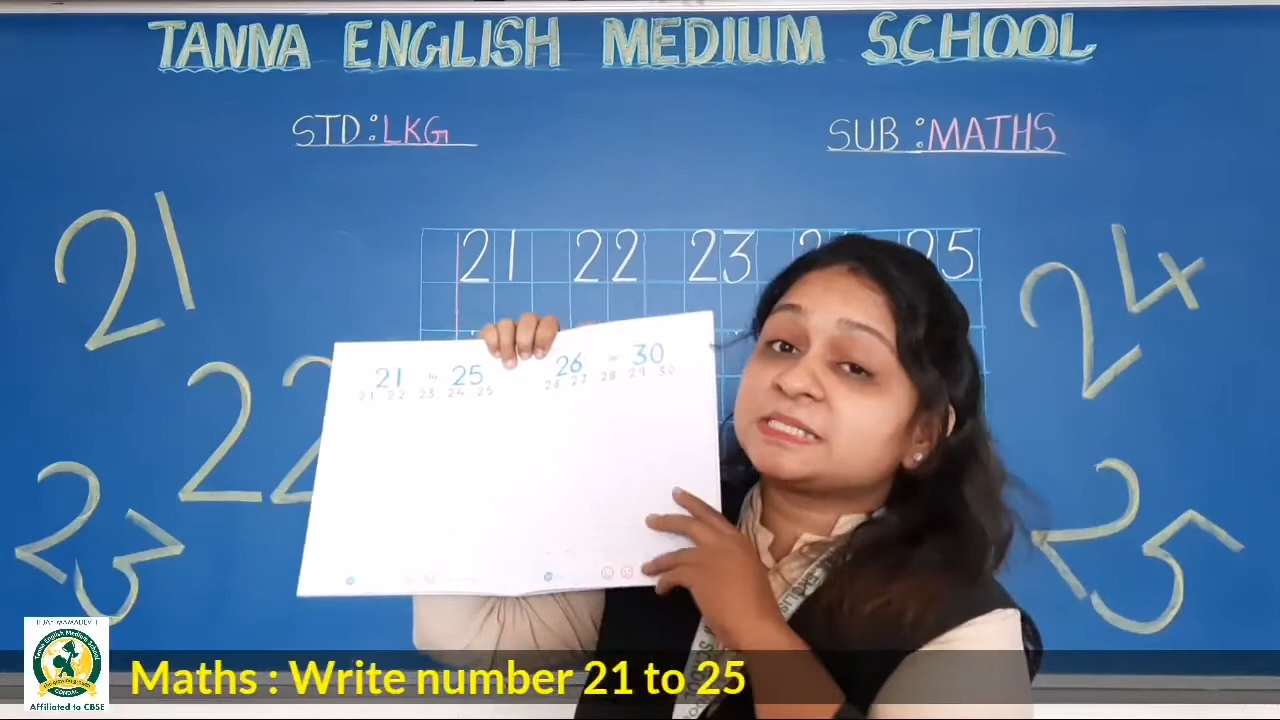 TANNA ENGLISH MEDIUM SCHOOL
STD:LKG
SUB:MATHS
21
21 22 23 25
24
22
23
25
21 to 25
21 22 23 24 25
26 30
26 27 28 29 30
Affiliated to CBSE
Maths : Write number 21 to 25